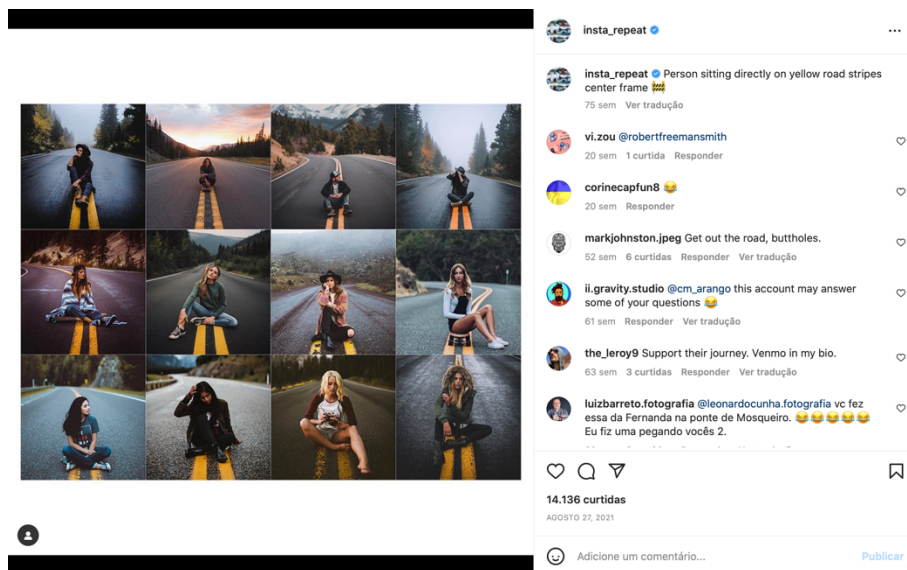 insta_repeat
insta_repeat Person sitting directly on yellow road stripes
center frame 🚧
75 sem Ver tradução
vi.zou @robertfreemansmith
20 sem 1 curtida Responder
corinecapfun8 😂
20 sem Responder
markjohnston.jpeg Get out the road, buttholes.
52 sem 6 curtidas Responder Ver tradução
ii.gravity.studio @cm_arango this account may answer
some of your questions 😂
61 sem Responder Ver tradução
the_leroy9 Support their journey. Venmo in my bio.
63 sem 3 curtidas Responder Ver tradução
luizbarreto.fotografia @leonardocunha.fotografia vc fez
essa da Fernanda na ponte de Mosqueiro. 😂😂😂😂😂
Eu fiz uma pegando vocês 2.
14.136 curtidas
AGOSTO 27, 2021
Adicione um comentário... Publicar